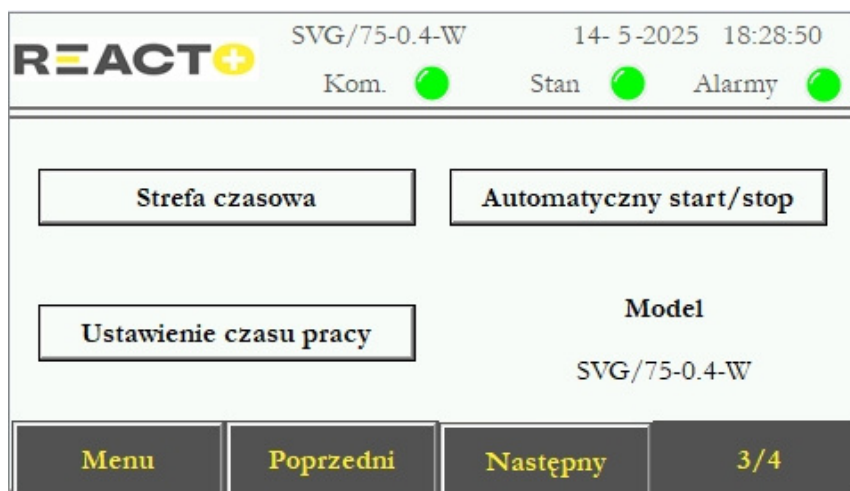 REACTO
SVG/75-0.4-W
14- 5-2025 18:28:50
Kom.
Stan
Alarmy
Strefa czasowa
Automatyczny start/stop
Ustawienie czasu pracy
Model
SVG/75-0.4-W
Menu
Poprzedni
Następny
3/4